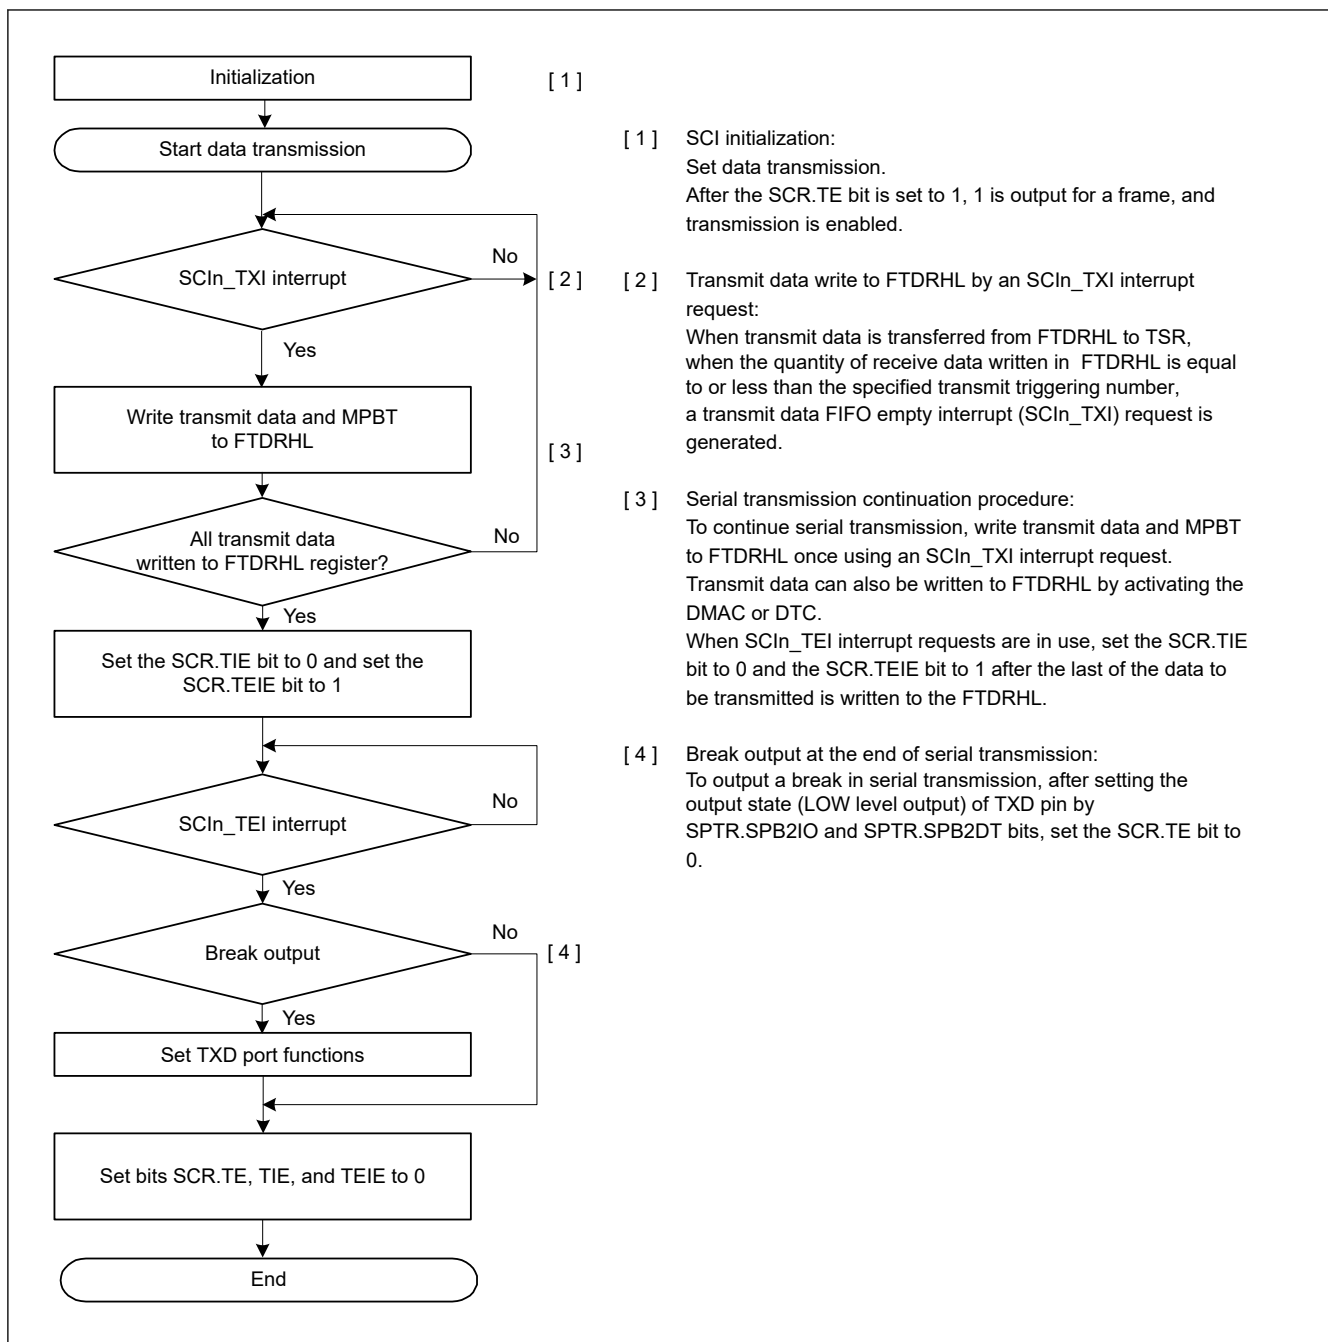 Initialization
[ 1 ]
Start data transmission
SCIn_TXI interrupt
No
[ 2 ]
Yes
Write transmit data and MPBT
to FTDRHL
[ 3 ]
All transmit data
written to FTDRHL register?
No
Yes
Set the SCR.TIE bit to 0 and set the
SCR.TEIE bit to 1
SCIn_TEI interrupt
No
Yes
Break output
No
[ 4 ]
Yes
Set TXD port functions
Set bits SCR.TE, TIE, and TEIE to 0
End
[ 1 ] SCI initialization:
Set data transmission.
After the SCR.TE bit is set to 1, 1 is output for a frame, and
transmission is enabled.
[ 2 ] Transmit data write to FTDRHL by an SCIn_TXI interrupt
request:
When transmit data is transferred from FTDRHL to TSR,
when the quantity of receive data written in FTDRHL is equal
to or less than the specified transmit triggering number,
a transmit data FIFO empty interrupt (SCIn_TXI) request is
generated.
[ 3 ] Serial transmission continuation procedure:
To continue serial transmission, write transmit data and MPBT
to FTDRHL once using an SCIn_TXI interrupt request.
Transmit data can also be written to FTDRHL by activating the
DMAC or DTC.
When SCIn_TEI interrupt requests are in use, set the SCR.TIE
bit to 0 and the SCR.TEIE bit to 1 after the last of the data to
be transmitted is written to the FTDRHL.
[ 4 ] Break output at the end of serial transmission:
To output a break in serial transmission, after setting the
output state (LOW level output) of TXD pin by
SPTR.SPB2IO and SPTR.SPB2DT bits, set the SCR.TE bit to
0.